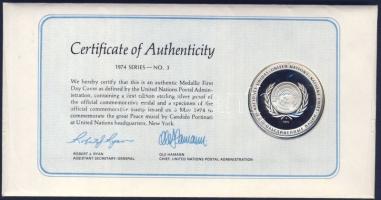 Certificate of Authenticity
1974 SERIES — NO. 3
We hereby certify that this is an authentic Medallic First
Day Cover as defined by the United Nations Postal Admin-
istration, containing a first edition sterling silver proof of
the official commemorative medal and a specimen of the
official commemorative stamp issued on 3 May 1974 to
commemorate the great Peace mural by Candido Portinari
at United Nations headquarters, New York.
ROBERT J. RYAN
ASSISTANT SECRETARY-GENERAL
OLE HAMANN
CHIEF, UNITED NATIONS POSTAL ADMINISTRATION